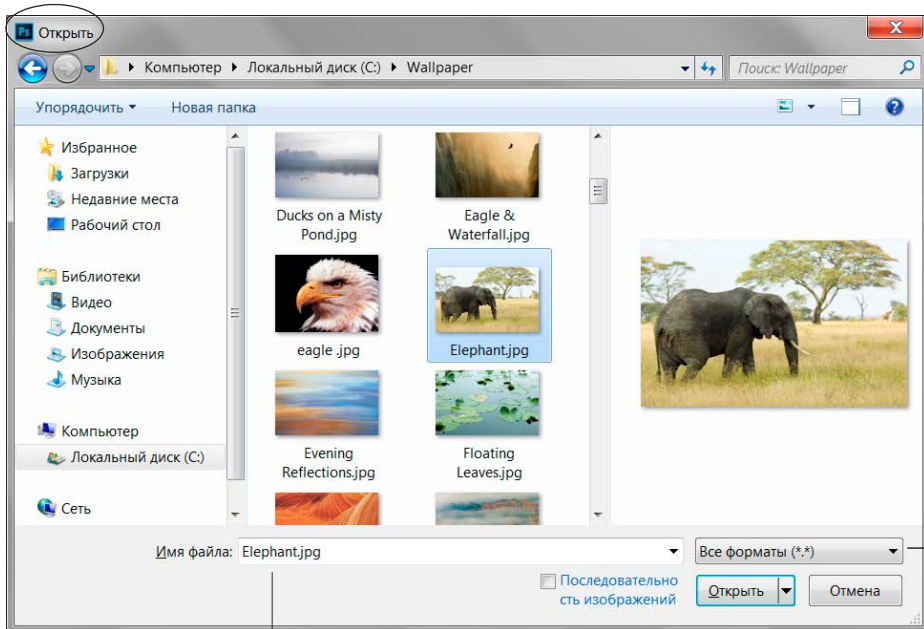 Ps Открыть
Компьютер Локальный диск (C:) Wallpaper
Поиск: Wallpaper
Упорядочить
Новая папка
Избранное
Загрузки
Недавние места
Рабочий стол
Библиотеки
Видео
Документы
Изображения
Музыка
Компьютер
Локальный диск (C:)
Сеть
Ducks on a Misty
Pond.jpg
Eagle &
Waterfall.jpg
eagle .jpg
Elephant.jpg
Evening
Reflections.jpg
Floating
Leaves.jpg
Имя файла: Elephant.jpg
Все форматы (*.*)
Последовательно
сть изображений
Открыть
Отмена